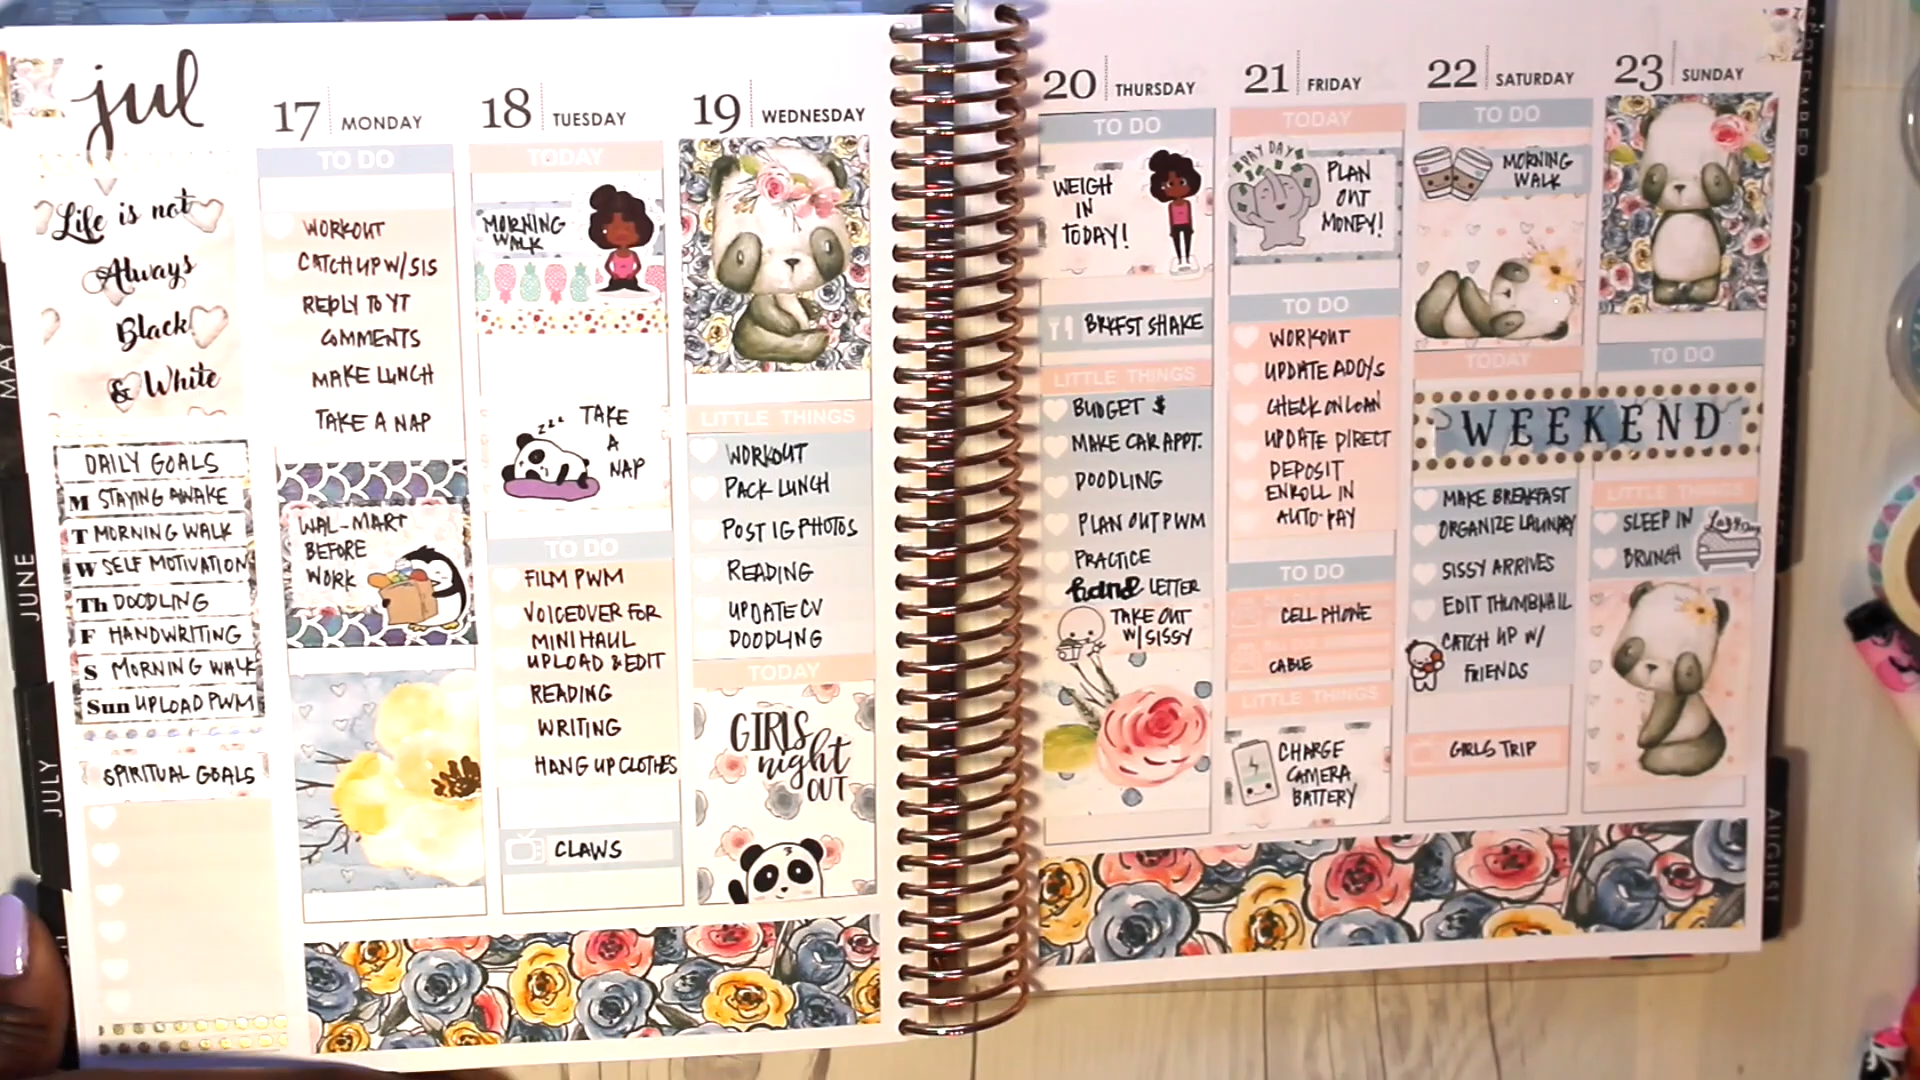 jul
Life is not
Always
Black
& White
DAILY GOALS
M STAYING AWAKE
T MORNING WALK
W SELF MOTIVATION
Th DOODLING
F HANDWRITING
S MORNING WALK
Sun UPLOAD PWM
SPIRITUAL GOALS
17 MONDAY
TO DO
WORKOUT
CATCH UP W/ SIS
REPLY TO YT
COMMENTS
MAKE LUNCH
TAKE A NAP
WAL-MART
BEFORE
WORK
18 TUESDAY
TODAY
MORNING
WALK
zzz
TAKE
A
NAP
TO DO
FILM PWM
VOICEOVER FOR
MINI HAUL
UPLOAD & EDIT
READING
WRITING
HANG UP CLOTHES
CLAWS
19 WEDNESDAY
LITTLE THINGS
WORKOUT
PACK LUNCH
POST IG PHOTOS
READING
UPDATE CV
DOODLING
TODAY
GIRLS
night
OUT
20 THURSDAY
TO DO
WEIGH
IN
TODAY!
BRKFST SHAKE
LITTLE THINGS
BUDGET $
MAKE CAR APPT.
DOODLING
PLAN OUT PWM
PRACTICE
hand LETTER
TAKE OUT
W/ SISSY
21 FRIDAY
TODAY
PAY DAY
PLAN
OUT
MONEY!
TO DO
WORKOUT
UPDATE ADDYS
CHECK ON LOAN
UPDATE DIRECT
DEPOSIT
ENROLL IN
AUTO-PAY
TO DO
CELL PHONE
CABLE
LITTLE THINGS
CHARGE
CAMERA
BATTERY
22 SATURDAY
TO DO
MORNING
WALK
TODAY
WEEKEND
MAKE BREAKFAST
ORGANIZE LAUNDRY
SISSY ARRIVES
EDIT THUMBNAIL
CATCH UP W/
FRIENDS
GIRLS TRIP
23 SUNDAY
TO DO
LITTLE THINGS
SLEEP IN
Lazy Day
BRUNCH
MAY
JUNE
JULY
SEPTEMBER
OCTOBER
AUGUST